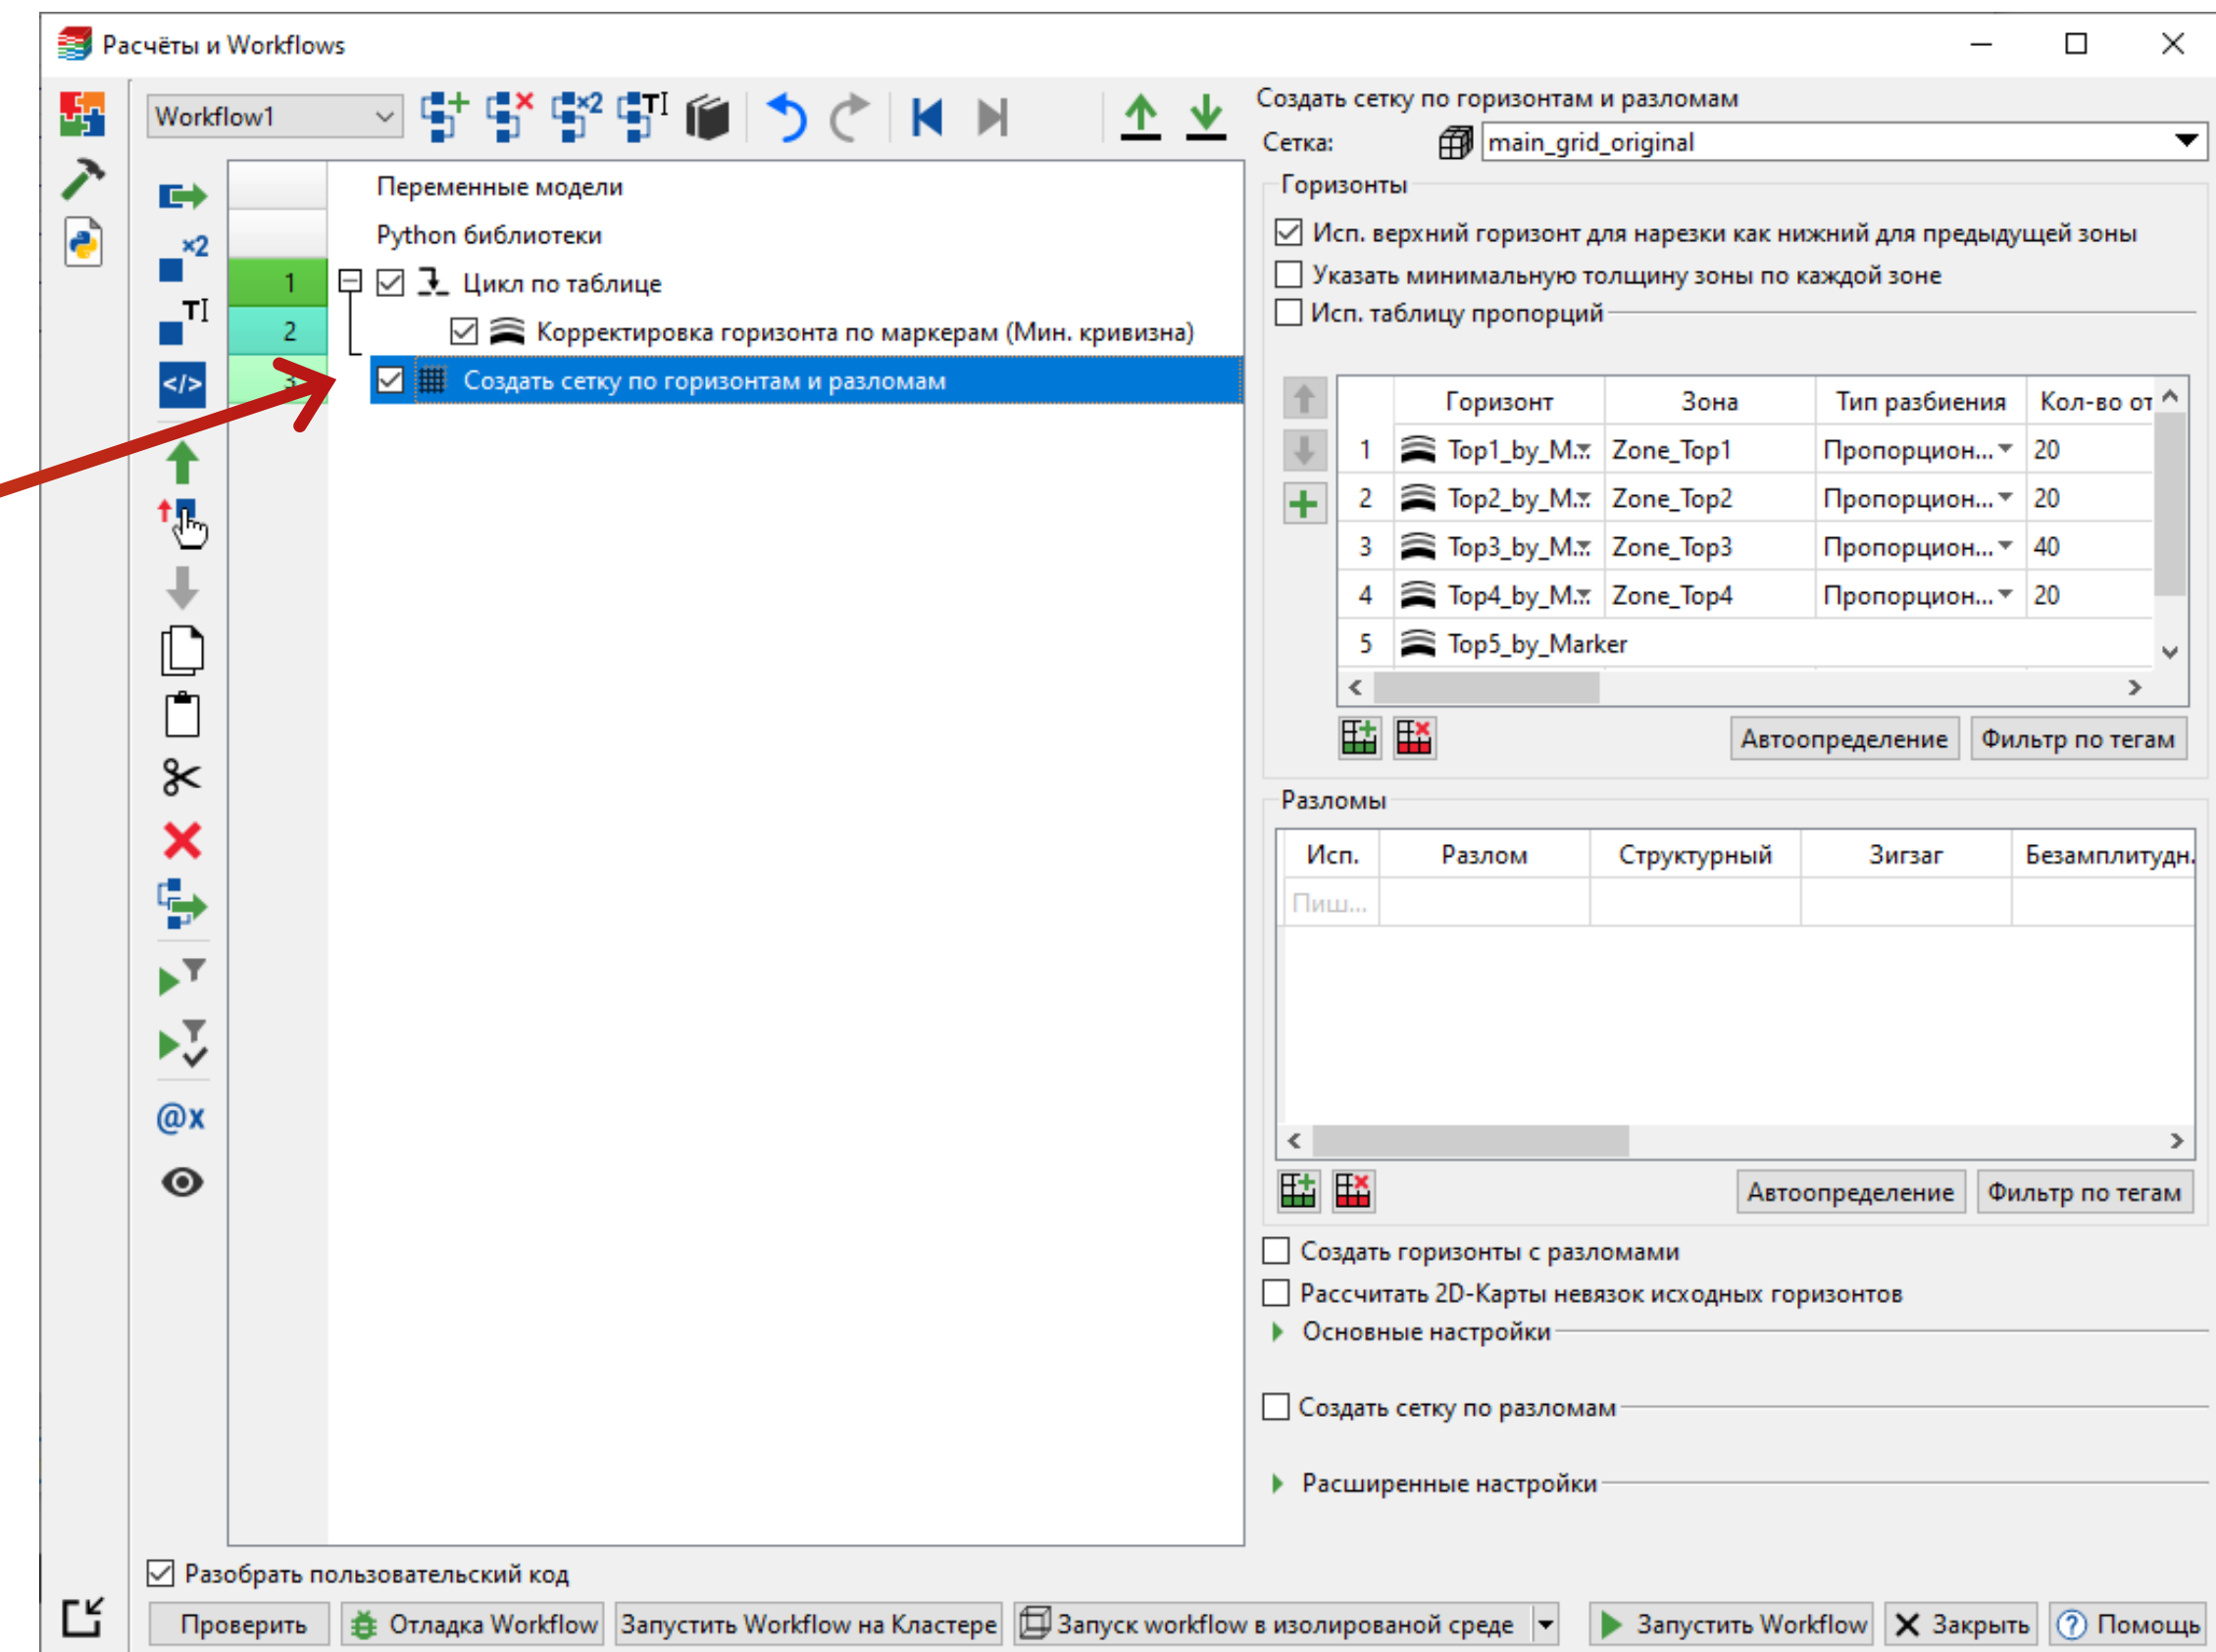 Расчёты и Workflows
Workflow1
×2
TI
Создать сетку по горизонтам и разломам
Сетка:
main_grid_original
Переменные модели
Python библиотеки
×2
TI
</>
@x
1
Цикл по таблице
2
Корректировка горизонта по маркерам (Мин. кривизна)
3
Создать сетку по горизонтам и разломам
Горизонты
Исп. верхний горизонт для нарезки как нижний для предыдущей зоны
Указать минимальную толщину зоны по каждой зоне
Исп. таблицу пропорций
Горизонт Зона Тип разбиения Кол-во от
1 Top1_by_M... Zone_Top1 Пропорцион... 20
2 Top2_by_M... Zone_Top2 Пропорцион... 20
3 Top3_by_M... Zone_Top3 Пропорцион... 40
4 Top4_by_M... Zone_Top4 Пропорцион... 20
5 Top5_by_Marker
Автоопределение Фильтр по тегам
Разломы
Исп. Разлом Структурный Зигзаг Безамплитудн.
Пиш...
Автоопределение Фильтр по тегам
Создать горизонты с разломами
Рассчитать 2D-Карты невязок исходных горизонтов
Основные настройки
Создать сетку по разломам
Расширенные настройки
Разобрать пользовательский код
Проверить Отладка Workflow Запустить Workflow на Кластере Запуск workflow в изолированой среде Запустить Workflow Закрыть Помощь